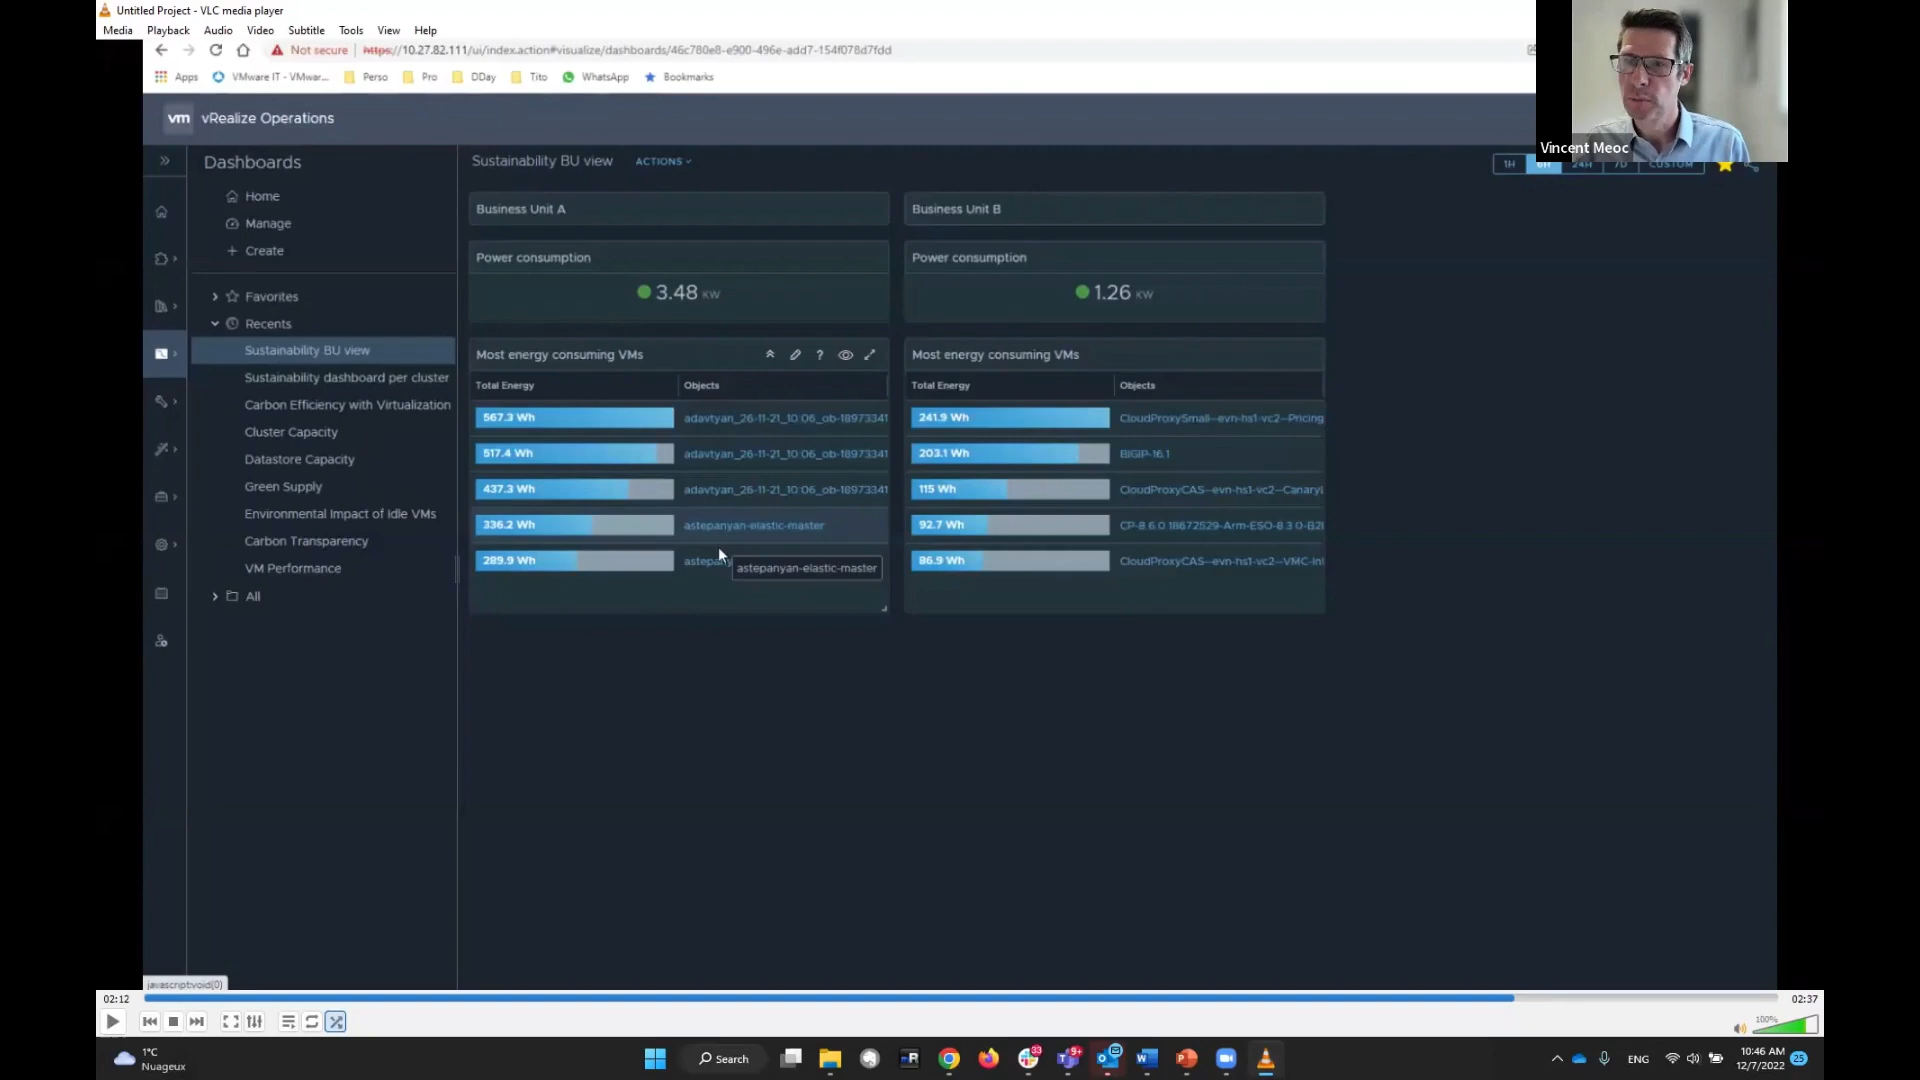 Untitled Project - VLC media player
Media Playback Audio Video Subtitle Tools View Help
Not secure https://10.27.82.111/ui/index.action#visualize/dashboards/46c780e8-e900-496e-add7-154f078d7fdd
Apps VMware IT - VMwar... Perso Pro DDay Tito WhatsApp Bookmarks
Vincent Meoc
vm vRealize Operations
Dashboards
Home
Manage
Create
Favorites
Recents
Sustainability BU view
Sustainability dashboard per cluster
Carbon Efficiency with Virtualization
Cluster Capacity
Datastore Capacity
Green Supply
Environmental Impact of Idle VMs
Carbon Transparency
VM Performance
All
Sustainability BU view ACTIONS
1H 6H 24H 7D CUSTOM
Business Unit A
Power consumption
3.48 KW
Most energy consuming VMs
Total Energy Objects
567.3 Wh adavtyan_26-11-21_10:06_ob-18973341
517.4 Wh adavtyan_26-11-21_10:06_ob-18973341
437.3 Wh adavtyan_26-11-21_10:06_ob-18973341
336.2 Wh astepanyan-elastic-master
289.9 Wh astepany
astepanyan-elastic-master
Business Unit B
Power consumption
1.26 KW
Most energy consuming VMs
Total Energy Objects
241.9 Wh CloudProxySmall--evn-hs1-vc2--Pricing
203.1 Wh BIGIP-16.1
115 Wh CloudProxyCAS--evn-hs1-vc2--Canary
92.7 Wh CP-8.6.0.18672529-Arm-ESO-8.3.0-B2
86.9 Wh CloudProxyCAS--evn-hs1-vc2--VMC-In
javascript:void(0)
02:12 02:37
100%
1°C
Nuageux
Search
33
9+
ENG
10:46 AM
12/7/2022
25